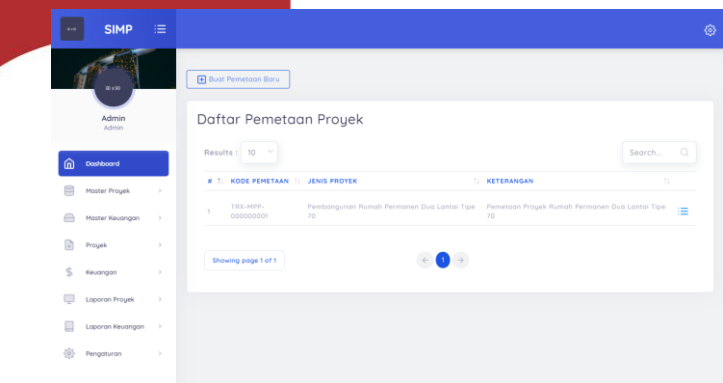 SIMP
81 x 81
Admin
Admin
Dashboard
Master Proyek
Master Keuangan
Proyek
Keuangan
Laporan Proyek
Laporan Keuangan
Pengaturan
Buat Pemetaan Baru
Daftar Pemetaan Proyek
Results : 10
Search...
# KODE PEMETAAN JENIS PROYEK KETERANGAN
1 TRX-MPP-000000001 Pembangunan Rumah Permanen Dua Lantai Tipe 70 Pemetaan Proyek Rumah Permanen Dua Lantai Tipe 70
Showing page 1 of 1
1